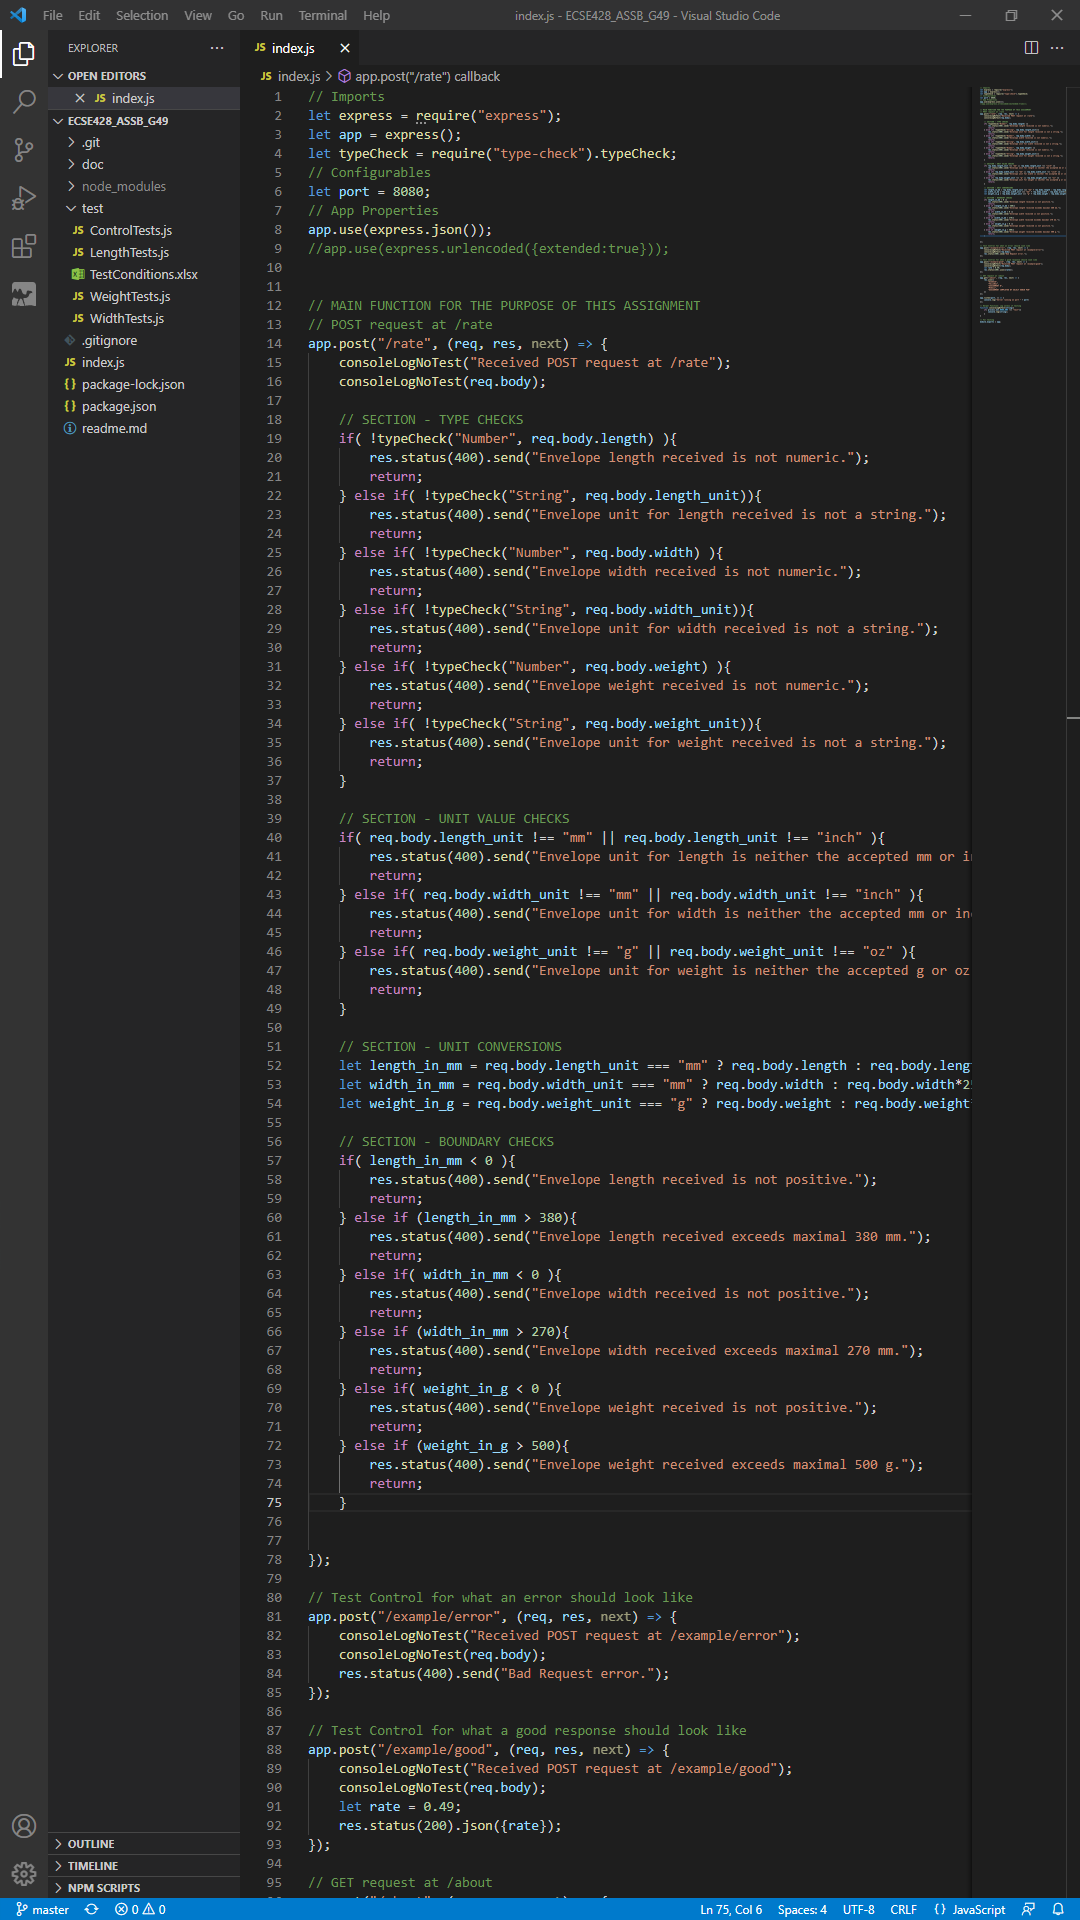 File Edit Selection View Go Run Terminal Help index.js - ECSE428_ASSB_G49 - Visual Studio Code
EXPLORER
OPEN EDITORS
JS index.js
ECSE428_ASSB_G49
.git
doc
node_modules
test
JS ControlTests.js
JS LengthTests.js
TestConditions.xlsx
JS WeightTests.js
JS WidthTests.js
.gitignore
JS index.js
{} package-lock.json
{} package.json
readme.md
OUTLINE
TIMELINE
NPM SCRIPTS
JS index.js
JS index.js > app.post("/rate") callback
1 // Imports
2 let express = require("express");
3 let app = express();
4 let typeCheck = require("type-check").typeCheck;
5 // Configurables
6 let port = 8080;
7 // App Properties
8 app.use(express.json());
9 //app.use(express.urlencoded({extended:true}));
10
11
12 // MAIN FUNCTION FOR THE PURPOSE OF THIS ASSIGNMENT
13 // POST request at /rate
14 app.post("/rate", (req, res, next) => {
15 consoleLogNoTest("Received POST request at /rate");
16 consoleLogNoTest(req.body);
17
18 // SECTION - TYPE CHECKS
19 if( !typeCheck("Number", req.body.length) ){
20 res.status(400).send("Envelope length received is not numeric.");
21 return;
22 } else if( !typeCheck("String", req.body.length_unit)){
23 res.status(400).send("Envelope unit for length received is not a string.");
24 return;
25 } else if( !typeCheck("Number", req.body.width) ){
26 res.status(400).send("Envelope width received is not numeric.");
27 return;
28 } else if( !typeCheck("String", req.body.width_unit)){
29 res.status(400).send("Envelope unit for width received is not a string.");
30 return;
31 } else if( !typeCheck("Number", req.body.weight) ){
32 res.status(400).send("Envelope weight received is not numeric.");
33 return;
34 } else if( !typeCheck("String", req.body.weight_unit)){
35 res.status(400).send("Envelope unit for weight received is not a string.");
36 return;
37 }
38
39 // SECTION - UNIT VALUE CHECKS
40 if( req.body.length_unit !== "mm" || req.body.length_unit !== "inch" ){
41 res.status(400).send("Envelope unit for length is neither the accepted mm or in
42 return;
43 } else if( req.body.width_unit !== "mm" || req.body.width_unit !== "inch" ){
44 res.status(400).send("Envelope unit for width is neither the accepted mm or inc
45 return;
46 } else if( req.body.weight_unit !== "g" || req.body.weight_unit !== "oz" ){
47 res.status(400).send("Envelope unit for weight is neither the accepted g or oz
48 return;
49 }
50
51 // SECTION - UNIT CONVERSIONS
52 let length_in_mm = req.body.length_unit === "mm" ? req.body.length : req.body.leng
53 let width_in_mm = req.body.width_unit === "mm" ? req.body.width : req.body.width*25
54 let weight_in_g = req.body.weight_unit === "g" ? req.body.weight : req.body.weight
55
56 // SECTION - BOUNDARY CHECKS
57 if( length_in_mm < 0 ){
58 res.status(400).send("Envelope length received is not positive.");
59 return;
60 } else if (length_in_mm > 380){
61 res.status(400).send("Envelope length received exceeds maximal 380 mm.");
62 return;
63 } else if( width_in_mm < 0 ){
64 res.status(400).send("Envelope width received is not positive.");
65 return;
66 } else if (width_in_mm > 270){
67 res.status(400).send("Envelope width received exceeds maximal 270 mm.");
68 return;
69 } else if( weight_in_g < 0 ){
70 res.status(400).send("Envelope weight received is not positive.");
71 return;
72 } else if (weight_in_g > 500){
73 res.status(400).send("Envelope weight received exceeds maximal 500 g.");
74 return;
75 }
76
77
78 });
79
80 // Test Control for what an error should look like
81 app.post("/example/error", (req, res, next) => {
82 consoleLogNoTest("Received POST request at /example/error");
83 consoleLogNoTest(req.body);
84 res.status(400).send("Bad Request error.");
85 });
86
87 // Test Control for what a good response should look like
88 app.post("/example/good", (req, res, next) => {
89 consoleLogNoTest("Received POST request at /example/good");
90 consoleLogNoTest(req.body);
91 let rate = 0.49;
92 res.status(200).json({rate});
93 });
94
95 // GET request at /about
master 0 0 Ln 75, Col 6 Spaces: 4 UTF-8 CRLF {} JavaScript